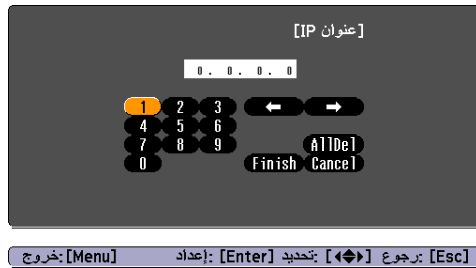 [عنوان IP]
0 . 0 . 0 . 0
1 2 3 ← →
4 5 6
7 8 9 AllDel
0 Finish Cancel
[Esc] :رجوع [◆] :تحديد [Enter] :إعداد [Menu] :خروج